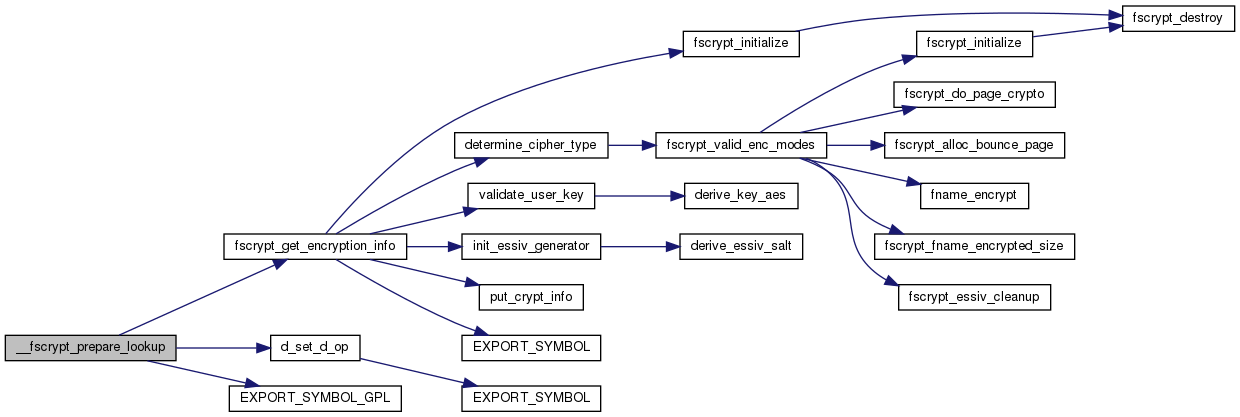 fscrypt_destroy
fscrypt_initialize
fscrypt_initialize
fscrypt_do_page_crypto
determine_cipher_type
fscrypt_valid_enc_modes
fscrypt_alloc_bounce_page
validate_user_key
derive_key_aes
fname_encrypt
fscrypt_get_encryption_info
init_essiv_generator
derive_essiv_salt
fscrypt_fname_encrypted_size
put_crypt_info
fscrypt_essiv_cleanup
__fscrypt_prepare_lookup
d_set_d_op
EXPORT_SYMBOL
EXPORT_SYMBOL_GPL
EXPORT_SYMBOL